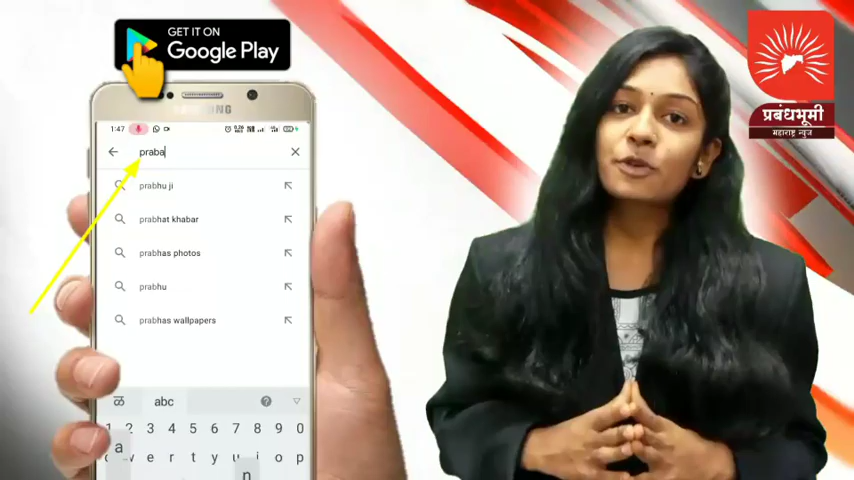 GET IT ON
Google Play
SAMSUNG
1:47
praba
prabhu ji
prabhat khabar
prabhas photos
prabhu
prabhas wallpapers
ळ abc
1 2 3 4 5 6 7 8 9 0
w e r t y u i o p
a
n
प्रबंधभूमी
महाराष्ट्र न्यूज